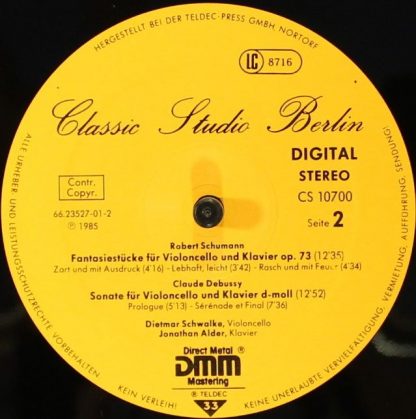 HERGESTELLT BEI DER TELDEC-PRESS GMBH NORTORF
LC 8716
Classic Studio Berlin
DIGITAL
STEREO
CS 10700
Seite 2
Contr.
Copyr.
66.23527-01-2
Ⓟ 1985
Robert Schumann
Fantasiestücke für Violoncello und Klavier op. 73 (12'35)
Zart und mit Ausdruck (4'16) - Lebhaft, leicht (3'42) - Rasch und mit Feuer (4'34)
Claude Debussy
Sonate für Violoncello und Klavier d-moll (12'52)
Prologue (5'13) - Sérénade et Final (7'36)
Dietmar Schwalke, Violoncello
Jonathan Alder, Klavier
Direct Metal
DMM
Mastering
Ⓟ TELDEC
33
ALLE URHEBER- UND LEISTUNGSSCHUTZRECHTE VORBEHALTEN
KEIN VERLEIH!
KEINE UNERLAUBTE VERVIELFÄLTIGUNG, VERMIETUNG, AUFFÜHRUNG, SENDUNG!